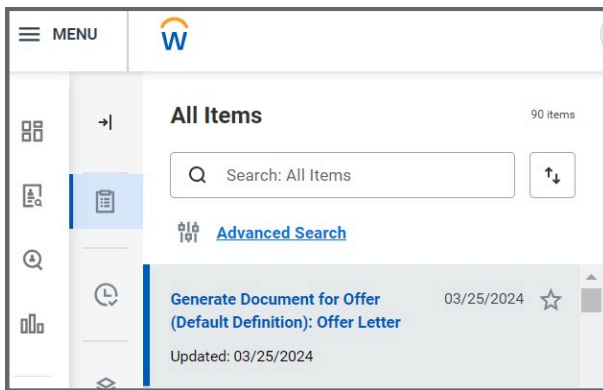 MENU
W
All Items
90 items
Search: All Items
Advanced Search
Generate Document for Offer
03/25/2024
(Default Definition): Offer Letter
Updated: 03/25/2024